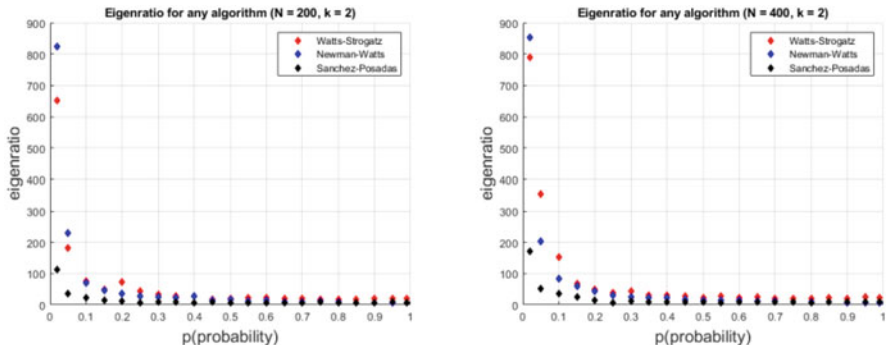 Eigenratio for any algorithm (N = 200, k = 2)
900
800
700
600
500
400
300
200
100
0
eigenratio
Watts-Strogatz
Newman-Watts
Sanchez-Posadas
0 0.1 0.2 0.3 0.4 0.5 0.6 0.7 0.8 0.9 1
p(probability)
Eigenratio for any algorithm (N = 400, k = 2)
900
800
700
600
500
400
300
200
100
0
eigenratio
Watts-Strogatz
Newman-Watts
Sanchez-Posadas
0 0.1 0.2 0.3 0.4 0.5 0.6 0.7 0.8 0.9 1
p(probability)